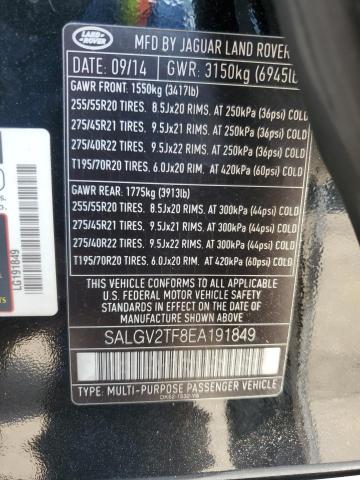 LAND
ROVER
MFD BY JAGUAR LAND ROVER
DATE: 09/14 GWR: 3150kg (6945lb
GAWR FRONT: 1550kg (3417lb)
255/55R20 TIRES. 8.5Jx20 RIMS. AT 250kPa (36psi) COLD
275/45R21 TIRES. 9.5Jx21 RIMS. AT 250kPa (36psi) COLD
275/40R22 TIRES. 9.5Jx22 RIMS. AT 250kPa (36psi) COLD
T195/70R20 TIRES. 6.0Jx20 RIM. AT 420kPa (60psi) COLD
GAWR REAR: 1775kg (3913lb)
255/55R20 TIRES. 8.5Jx20 RIMS. AT 300kPa (44psi) COLD
275/45R21 TIRES. 9.5Jx21 RIMS. AT 300kPa (44psi) COLD
275/40R22 TIRES. 9.5Jx22 RIMS. AT 300kPa (44psi) COLD
T195/70R20 TIRES. 6.0Jx20 RIM. AT 420kPa (60psi) COLD
THIS VEHICLE CONFORMS TO ALL APPLICABLE
U.S. FEDERAL MOTOR VEHICLE SAFETY AND THEFT PREVENTION
STANDARDS IN EFFECT ON THE DATE OF
MANUFACTURE SHOWN ABOVE.
SALGV2TF8EA191849
TYPE: MULTI-PURPOSE PASSENGER VEHICLE
LG191849